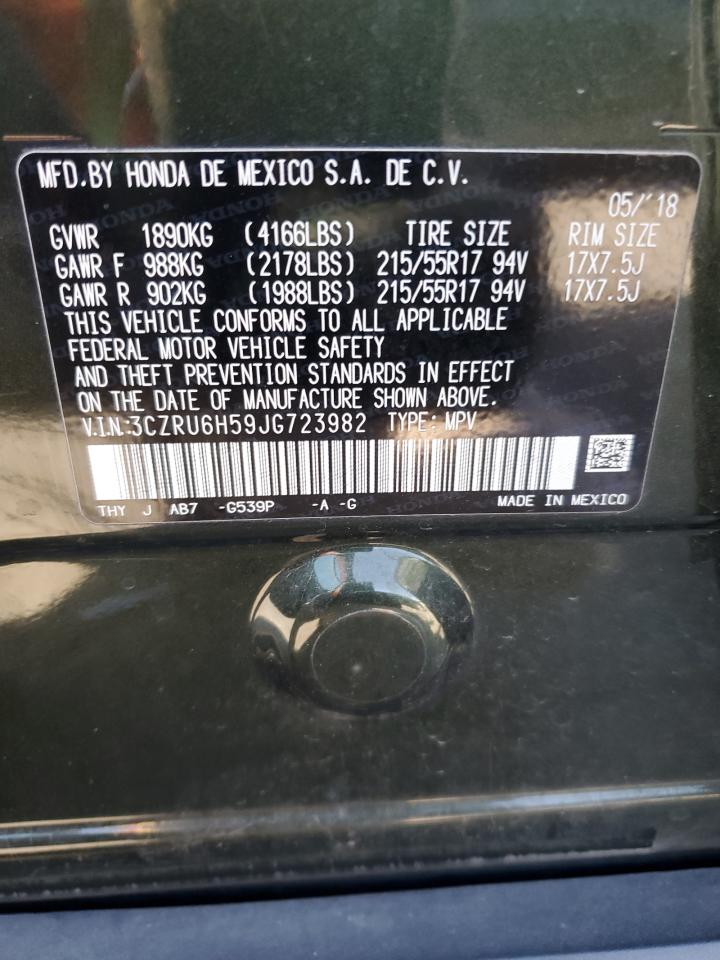 MFD.BY HONDA DE MEXICO S.A. DE C.V.
05/'18
GVWR 1890KG (4166LBS) TIRE SIZE RIM SIZE
GAWR F 988KG (2178LBS) 215/55R17 94V 17X7.5J
GAWR R 902KG (1988LBS) 215/55R17 94V 17X7.5J
THIS VEHICLE CONFORMS TO ALL APPLICABLE
FEDERAL MOTOR VEHICLE SAFETY
AND THEFT PREVENTION STANDARDS IN EFFECT
ON THE DATE OF MANUFACTURE SHOWN ABOVE.
V.I.N.:3CZRU6H59JG723982 TYPE: MPV
THY J AB7 -G539P -A -G MADE IN MEXICO